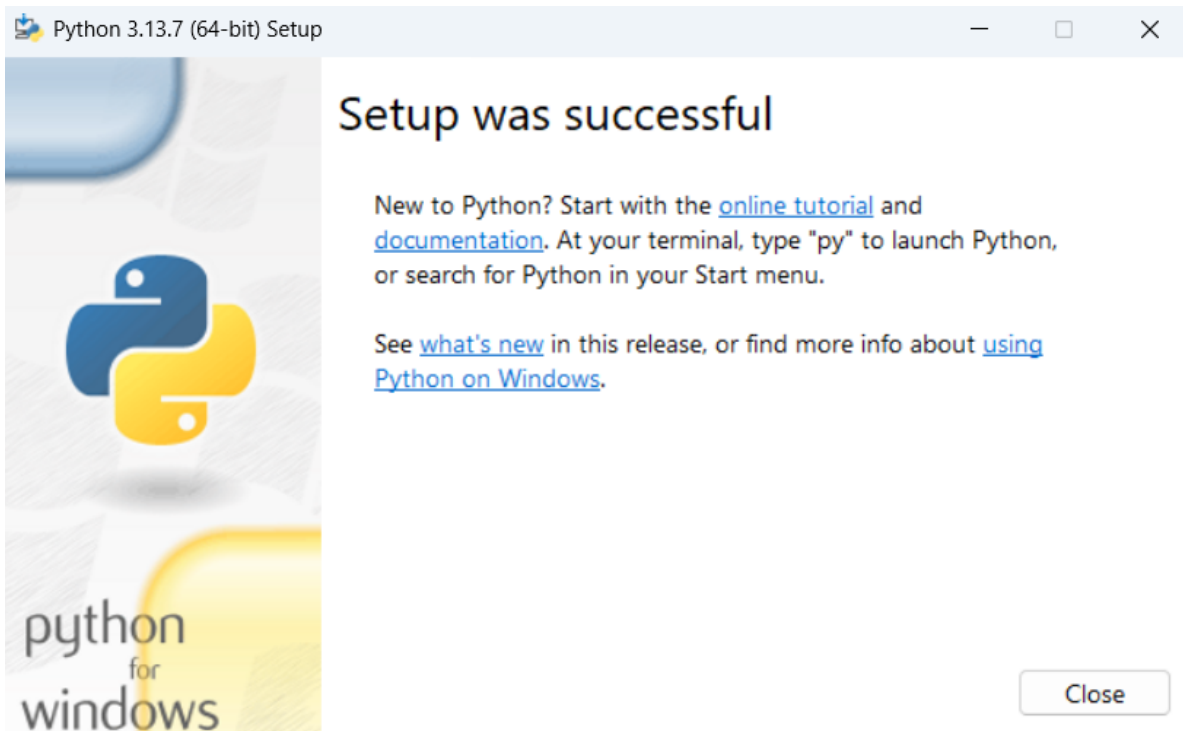 Python 3.13.7 (64-bit) Setup
Setup was successful
New to Python? Start with the online tutorial and
documentation. At your terminal, type "py" to launch Python,
or search for Python in your Start menu.
See what's new in this release, or find more info about using
Python on Windows.
python
for
windows
Close